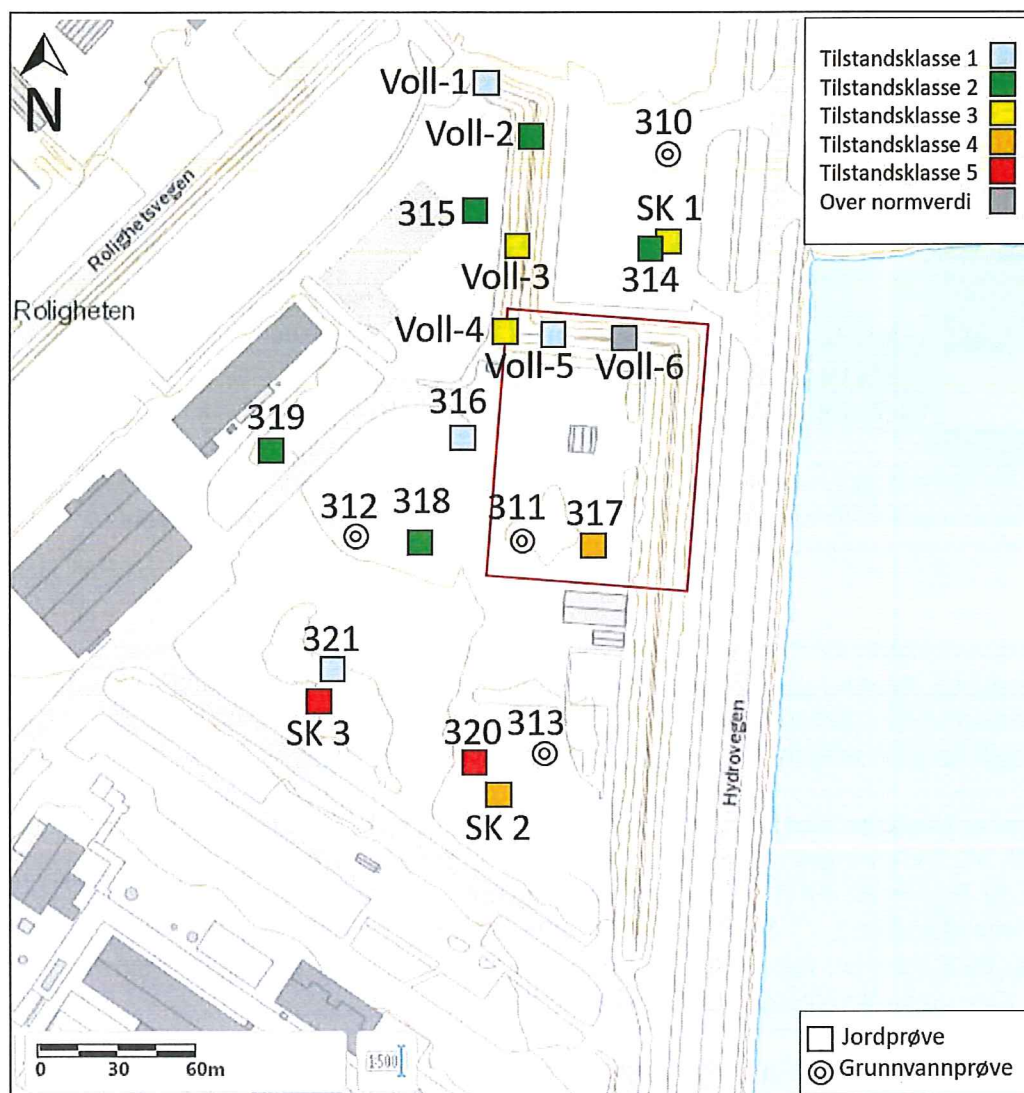 N
Voll-1
Voll-2
310
315
SK 1
Voll-3
314
Rolighetsvegen
Roligheten
Voll-4
Voll-5
Voll-6
316
319
312
318
311
317
321
SK 3
320
313
SK 2
Hydrovegen
Tilstandsklasse 1
Tilstandsklasse 2
Tilstandsklasse 3
Tilstandsklasse 4
Tilstandsklasse 5
Over normverdi
0 30 60m
1:500
Jordprøve
Grunnvannprøve